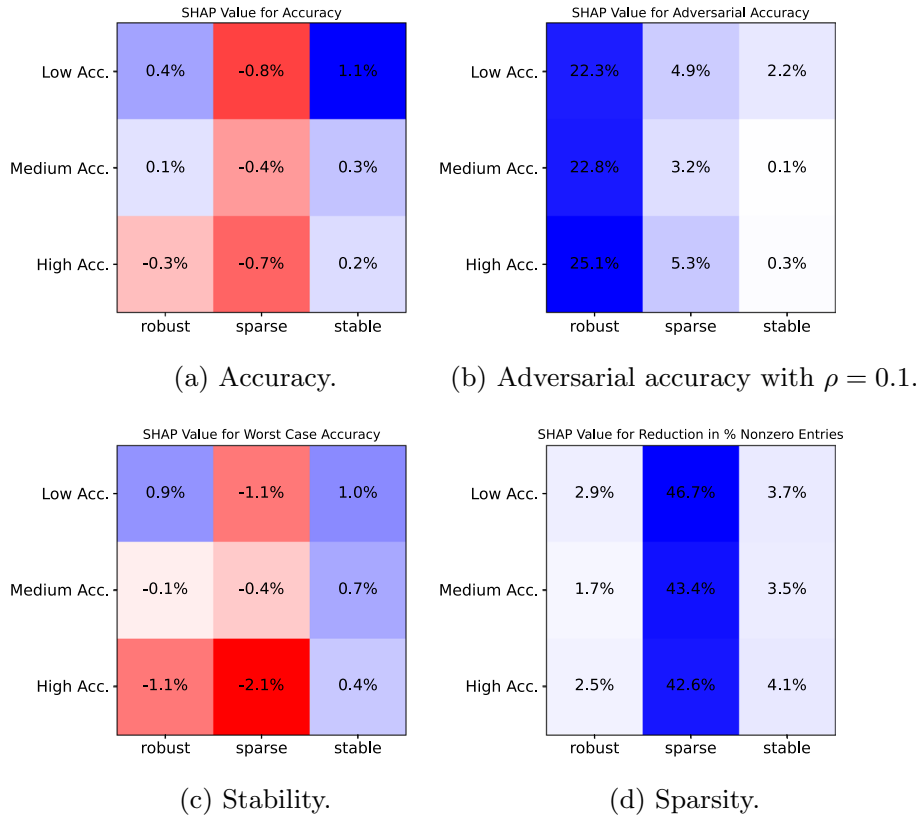 SHAP Value for Accuracy
Low Acc. 0.4% -0.8% 1.1%
Medium Acc. 0.1% -0.4% 0.3%
High Acc. -0.3% -0.7% 0.2%
robust sparse stable
(a) Accuracy.
SHAP Value for Adversarial Accuracy
Low Acc. 22.3% 4.9% 2.2%
Medium Acc. 22.8% 3.2% 0.1%
High Acc. 25.1% 5.3% 0.3%
robust sparse stable
(b) Adversarial accuracy with ρ = 0.1.
SHAP Value for Worst Case Accuracy
Low Acc. 0.9% -1.1% 1.0%
Medium Acc. -0.1% -0.4% 0.7%
High Acc. -1.1% -2.1% 0.4%
robust sparse stable
(c) Stability.
SHAP Value for Reduction in % Nonzero Entries
Low Acc. 2.9% 46.7% 3.7%
Medium Acc. 1.7% 43.4% 3.5%
High Acc. 2.5% 42.6% 4.1%
robust sparse stable
(d) Sparsity.